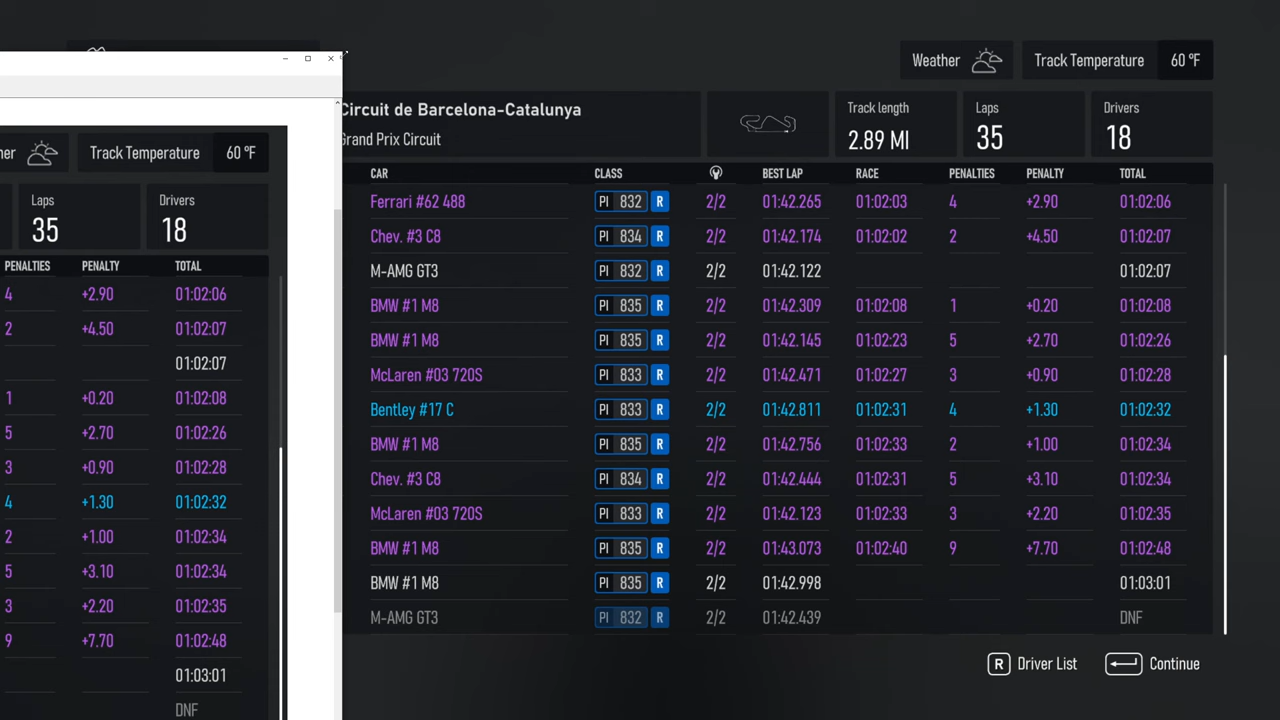 Weather Track Temperature 60 °F
Circuit de Barcelona-Catalunya
Grand Prix Circuit
Track length
2.89 MI
Laps
35
Drivers
18
CAR CLASS BEST LAP RACE PENALTIES PENALTY TOTAL
Ferrari #62 488 PI 832 R 2/2 01:42.265 01:02:03 4 +2.90 01:02:06
Chev. #3 C8 PI 834 R 2/2 01:42.174 01:02:02 2 +4.50 01:02:07
M-AMG GT3 PI 832 R 2/2 01:42.122 01:02:07
BMW #1 M8 PI 835 R 2/2 01:42.309 01:02:08 1 +0.20 01:02:08
BMW #1 M8 PI 835 R 2/2 01:42.145 01:02:23 5 +2.70 01:02:26
McLaren #03 720S PI 833 R 2/2 01:42.471 01:02:27 3 +0.90 01:02:28
Bentley #17 C PI 833 R 2/2 01:42.811 01:02:31 4 +1.30 01:02:32
BMW #1 M8 PI 835 R 2/2 01:42.756 01:02:33 2 +1.00 01:02:34
Chev. #3 C8 PI 834 R 2/2 01:42.444 01:02:31 5 +3.10 01:02:34
McLaren #03 720S PI 833 R 2/2 01:42.123 01:02:33 3 +2.20 01:02:35
BMW #1 M8 PI 835 R 2/2 01:43.073 01:02:40 9 +7.70 01:02:48
BMW #1 M8 PI 835 R 2/2 01:42.998 01:03:01
M-AMG GT3 PI 832 R 2/2 01:42.439 DNF
R Driver List Continue
her Track Temperature 60 °F
Laps
35
Drivers
18
PENALTIES PENALTY TOTAL
4 +2.90 01:02:06
2 +4.50 01:02:07
01:02:07
1 +0.20 01:02:08
5 +2.70 01:02:26
3 +0.90 01:02:28
4 +1.30 01:02:32
2 +1.00 01:02:34
5 +3.10 01:02:34
3 +2.20 01:02:35
9 +7.70 01:02:48
01:03:01
DNF